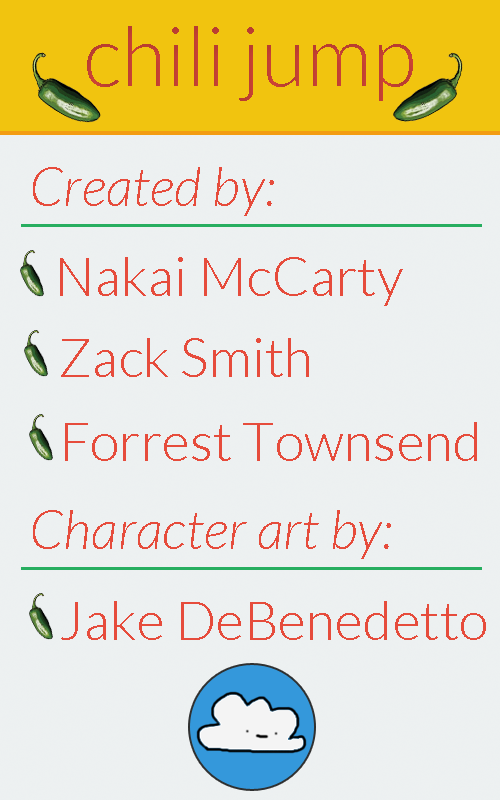 chili jump
Created by:
Nakai McCarty
Zack Smith
Forrest Townsend
Character art by:
Jake DeBenedetto